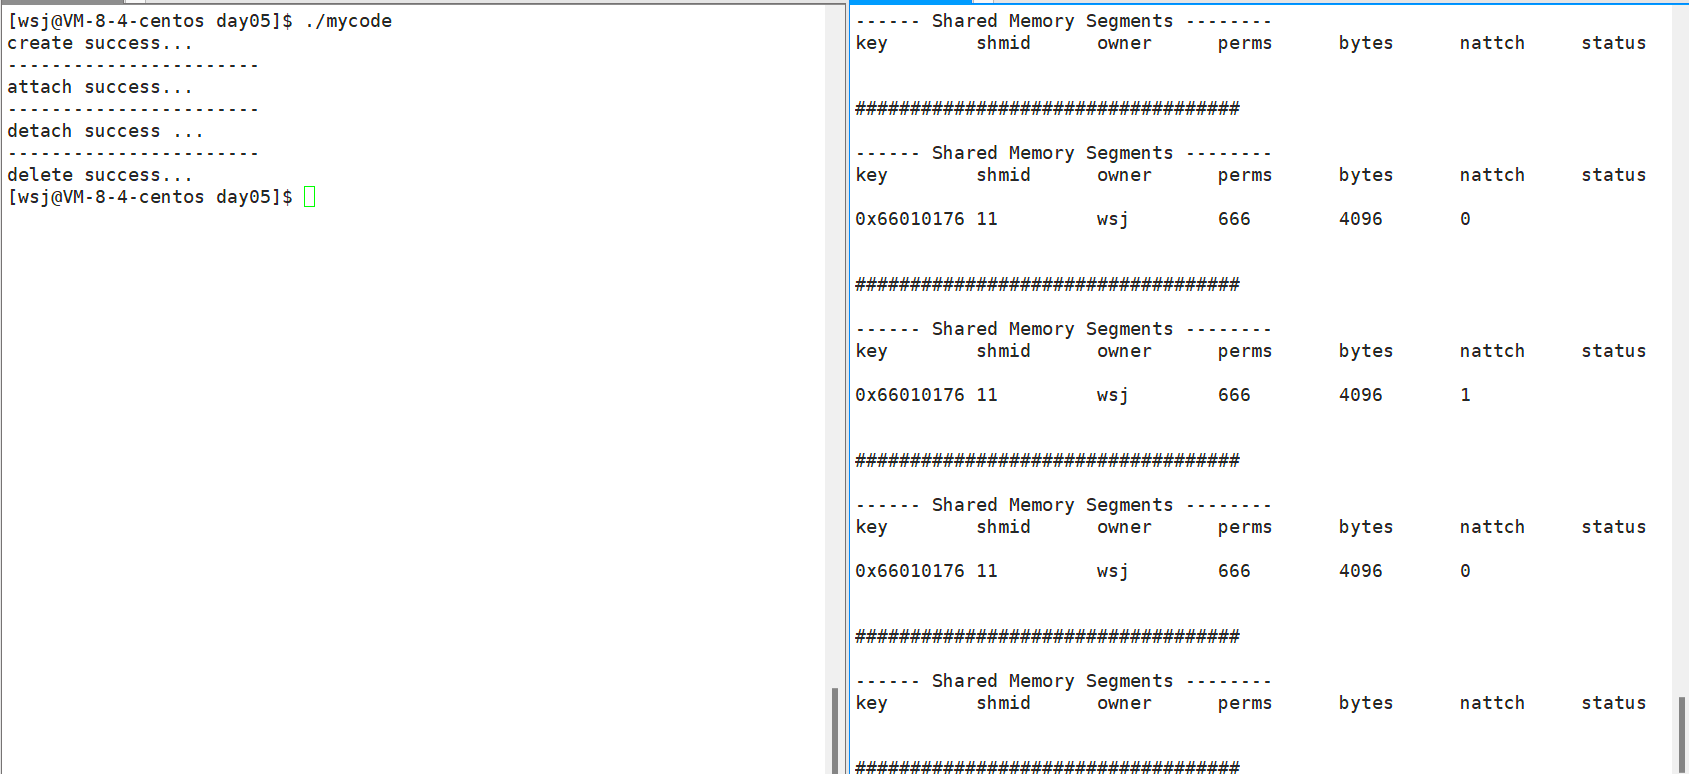 [wsj@VM-8-4-centos day05]$ ./mycode
create success...
-----------------------
attach success...
-----------------------
detach success ...
-----------------------
delete success...
[wsj@VM-8-4-centos day05]$
------ Shared Memory Segments --------
key        shmid      owner      perms      bytes      nattch     status
###################################
------ Shared Memory Segments --------
key        shmid      owner      perms      bytes      nattch     status
0x66010176 11         wsj        666        4096       0
###################################
------ Shared Memory Segments --------
key        shmid      owner      perms      bytes      nattch     status
0x66010176 11         wsj        666        4096       1
###################################
------ Shared Memory Segments --------
key        shmid      owner      perms      bytes      nattch     status
0x66010176 11         wsj        666        4096       0
###################################
------ Shared Memory Segments --------
key        shmid      owner      perms      bytes      nattch     status
###################################